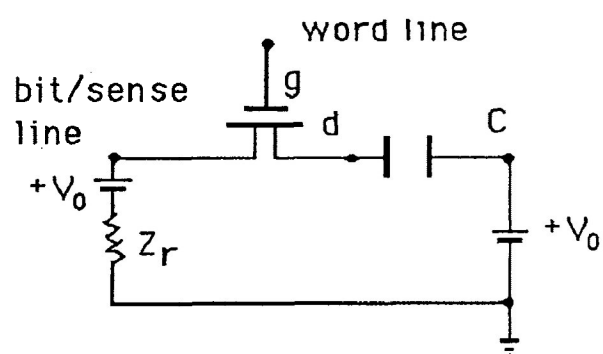 word line
g
bit/sense
line
d
C
+V₀
Zᵣ
+V₀